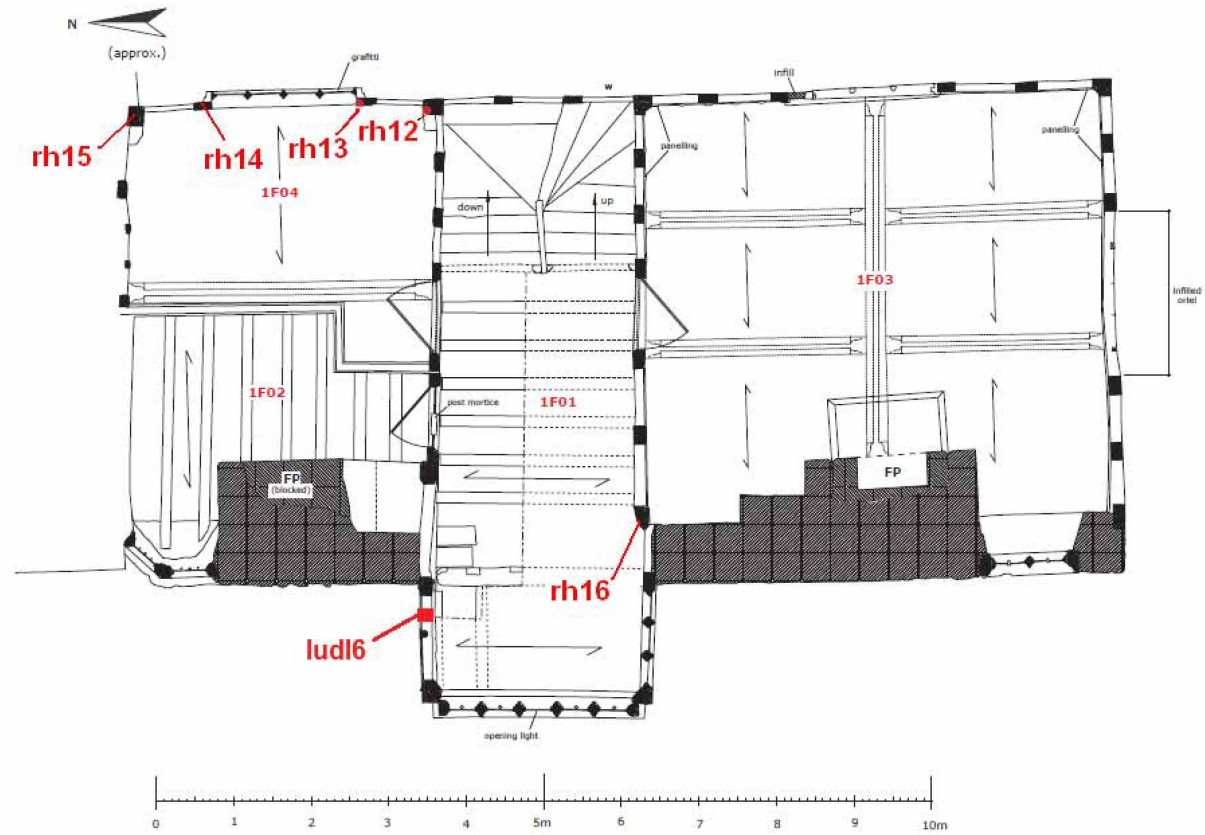 N
(approx.)
grafitti
infill
w
rh15
rh14
rh13
rh12
panelling
panelling
1F04
down
up
1F03
infilled
oriel
1F02
1F01
post mortice
FP
(blocked)
FP
rh16
ludl6
opening light
0 1 2 3 4 5m 6 7 8 9 10m